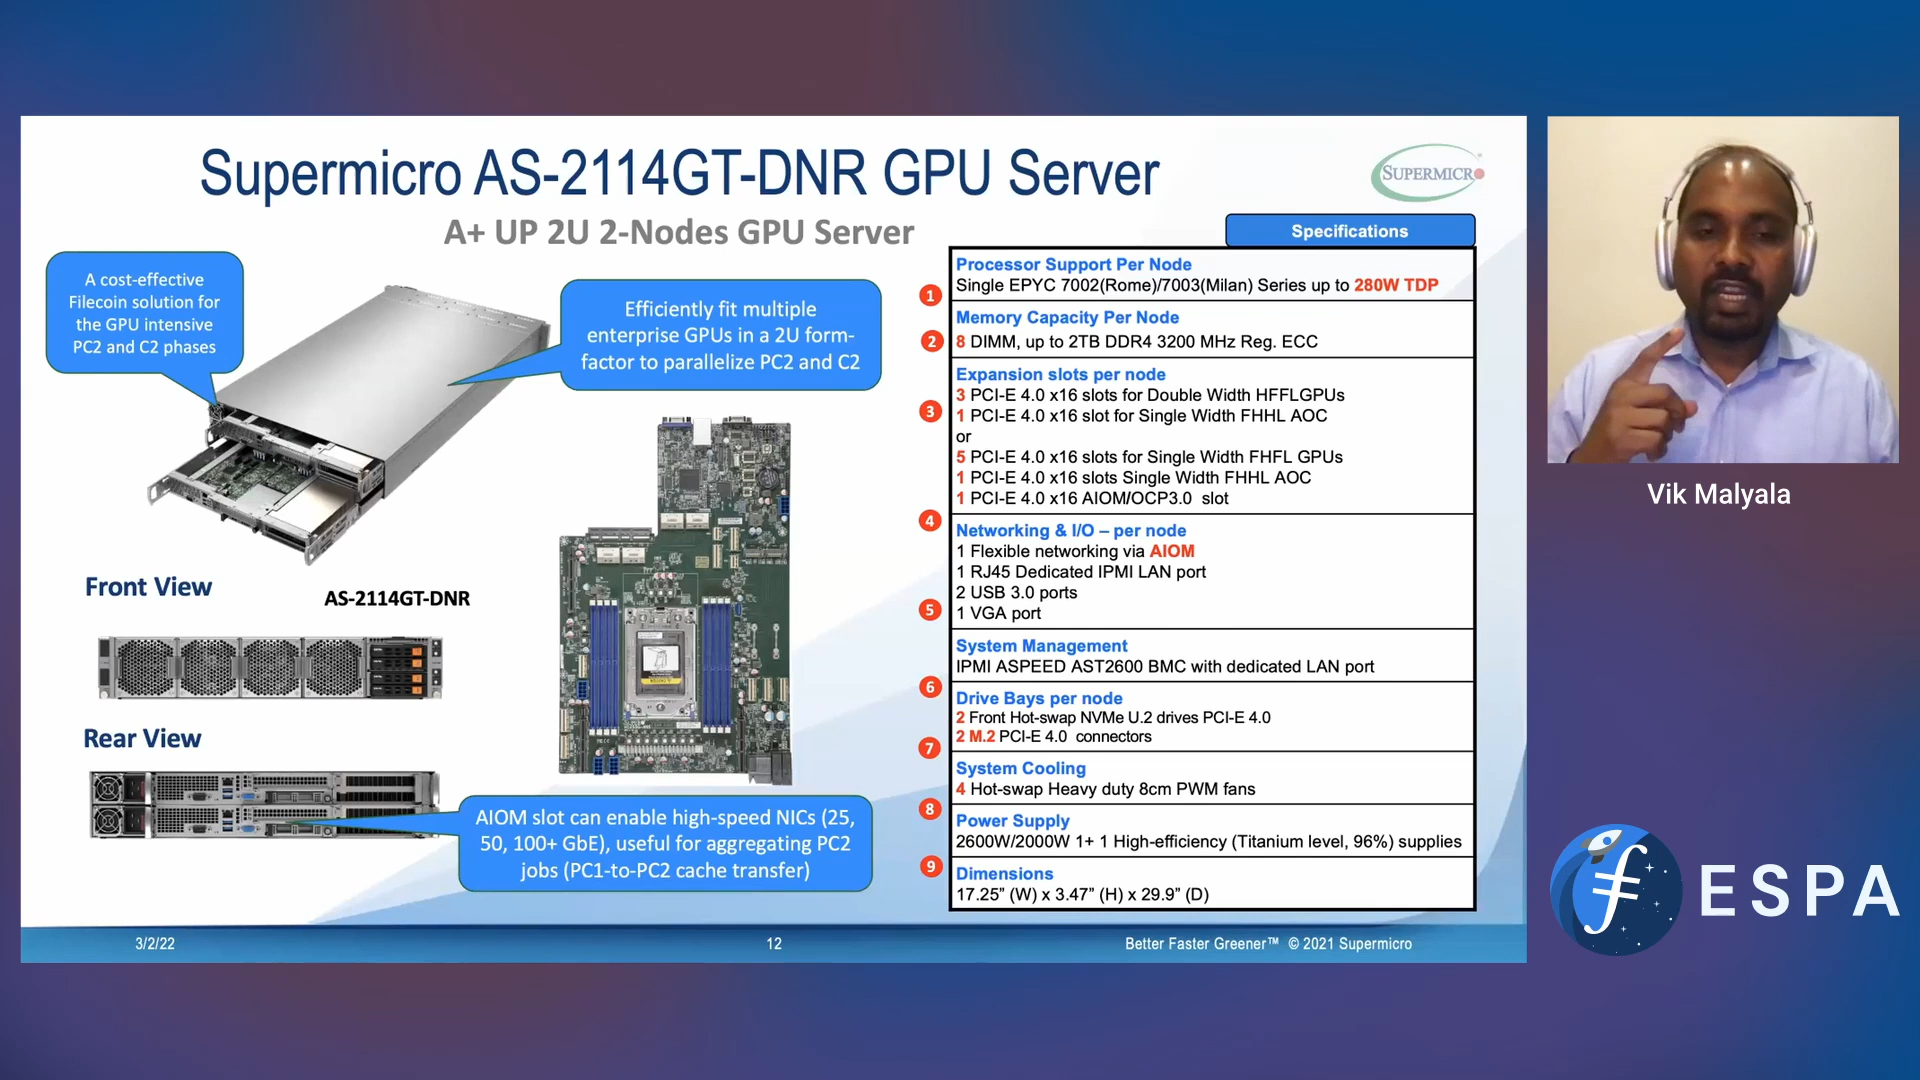 Supermicro AS-2114GT-DNR GPU Server
SUPERMICRO
A+ UP 2U 2-Nodes GPU Server
A cost-effective
Filecoin solution for
the GPU intensive
PC2 and C2 phases
Efficiently fit multiple
enterprise GPUs in a 2U form-
factor to parallelize PC2 and C2
Front View
AS-2114GT-DNR
Rear View
AIOM slot can enable high-speed NICs (25,
50, 100+ GbE), useful for aggregating PC2
jobs (PC1-to-PC2 cache transfer)
Specifications
Processor Support Per Node
Single EPYC 7002(Rome)/7003(Milan) Series up to 280W TDP
1
Memory Capacity Per Node
2
8 DIMM, up to 2TB DDR4 3200 MHz Reg. ECC
Expansion slots per node
3 PCI-E 4.0 x16 slots for Double Width HFFLGPUs
3
1 PCI-E 4.0 x16 slot for Single Width FHHL AOC
or
5 PCI-E 4.0 x16 slots for Single Width FHFL GPUs
1 PCI-E 4.0 x16 slots Single Width FHHL AOC
1 PCI-E 4.0 x16 AIOM/OCP3.0 slot
4
Networking & I/O – per node
1 Flexible networking via AIOM
1 RJ45 Dedicated IPMI LAN port
2 USB 3.0 ports
5
1 VGA port
System Management
IPMI ASPEED AST2600 BMC with dedicated LAN port
6
Drive Bays per node
2 Front Hot-swap NVMe U.2 drives PCI-E 4.0
2 M.2 PCI-E 4.0 connectors
7
System Cooling
4 Hot-swap Heavy duty 8cm PWM fans
8
Power Supply
2600W/2000W 1+ 1 High-efficiency (Titanium level, 96%) supplies
9
Dimensions
17.25” (W) x 3.47” (H) x 29.9” (D)
3/2/22
12
Better Faster Greener™ © 2021 Supermicro
Vik Malyala
ESPA